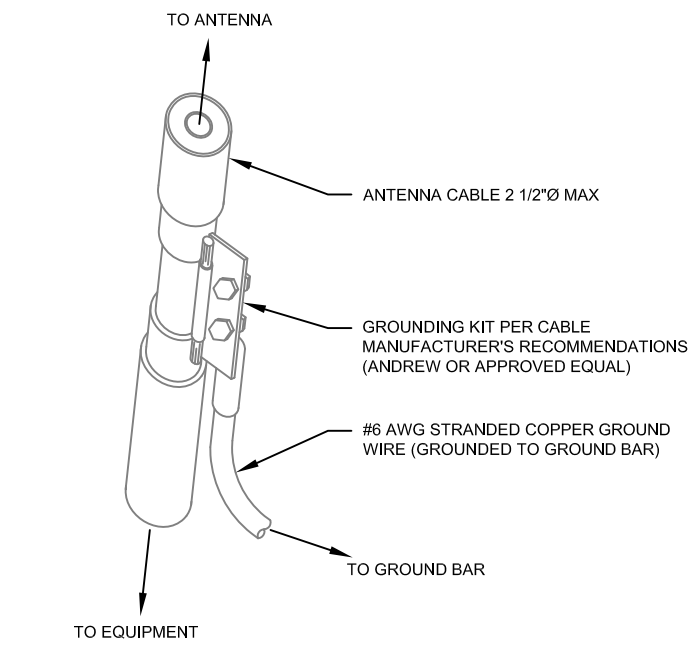 TO ANTENNA
ANTENNA CABLE 2 1/2"Ø MAX
GROUNDING KIT PER CABLE
MANUFACTURER'S RECOMMENDATIONS
(ANDREW OR APPROVED EQUAL)
#6 AWG STRANDED COPPER GROUND
WIRE (GROUNDED TO GROUND BAR)
TO GROUND BAR
TO EQUIPMENT